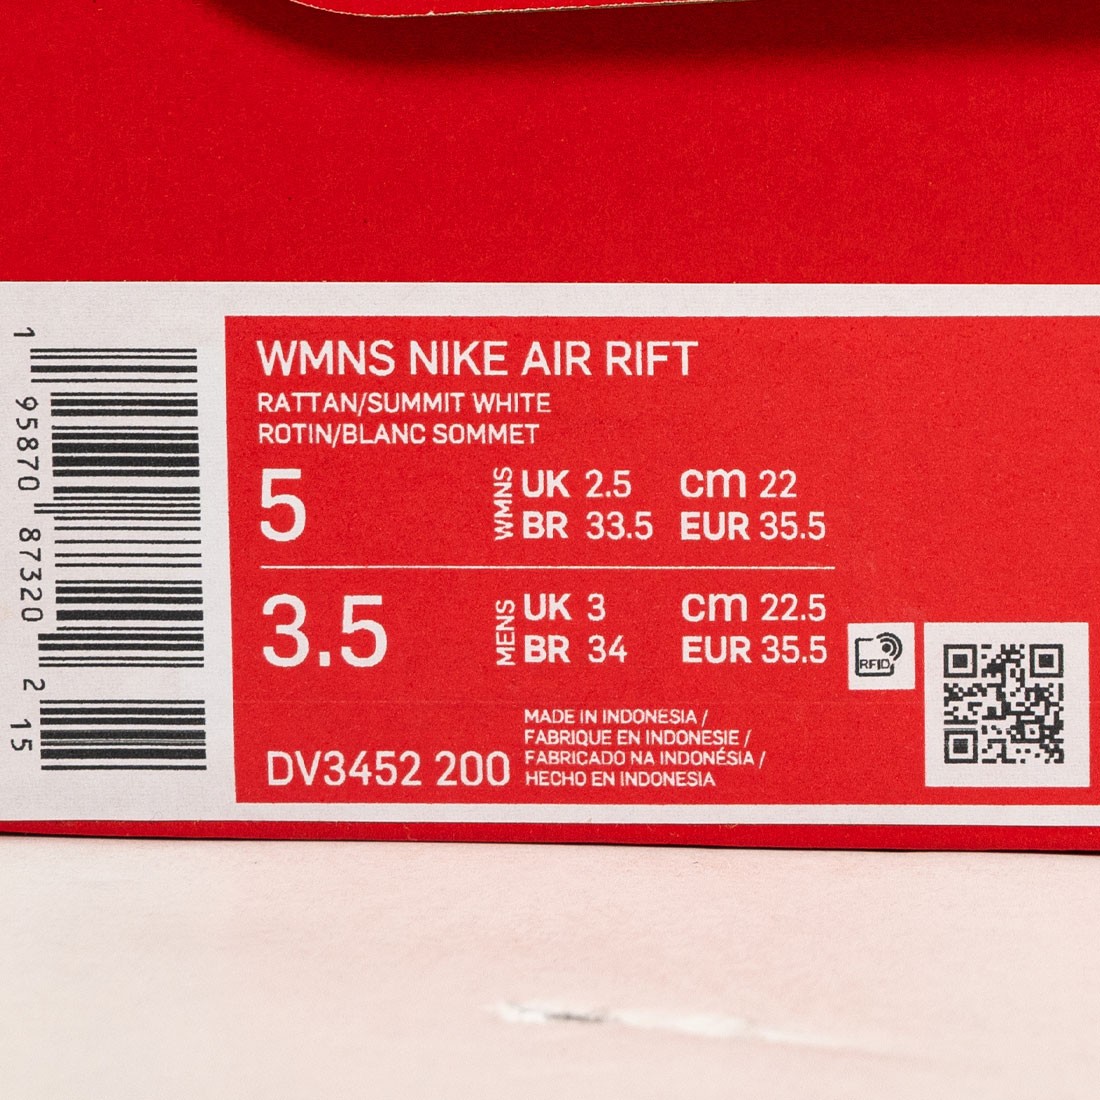 1 95870 87320 2 15
WMNS NIKE AIR RIFT
RATTAN/SUMMIT WHITE
ROTIN/BLANC SOMMET
5 WMNS UK 2.5 cm 22
BR 33.5 EUR 35.5
3.5 MENS UK 3 cm 22.5
BR 34 EUR 35.5
RFID
MADE IN INDONESIA /
FABRIQUE EN INDONESIE /
FABRICADO NA INDONÉSIA /
HECHO EN INDONESIA
DV3452 200